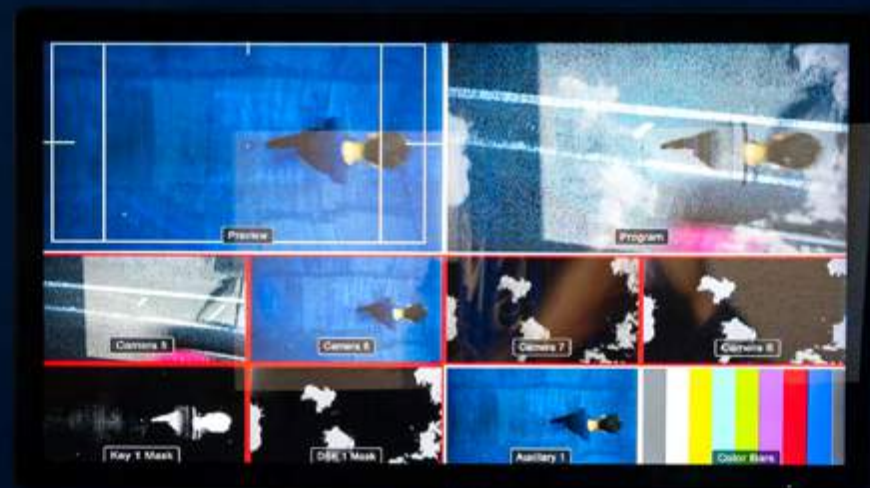 Preview
Program
Camera 5
Camera 6
Camera 7
Camera 8
Key 1 Mask
DSK 1 Mask
Auxiliary 1
Color Bars